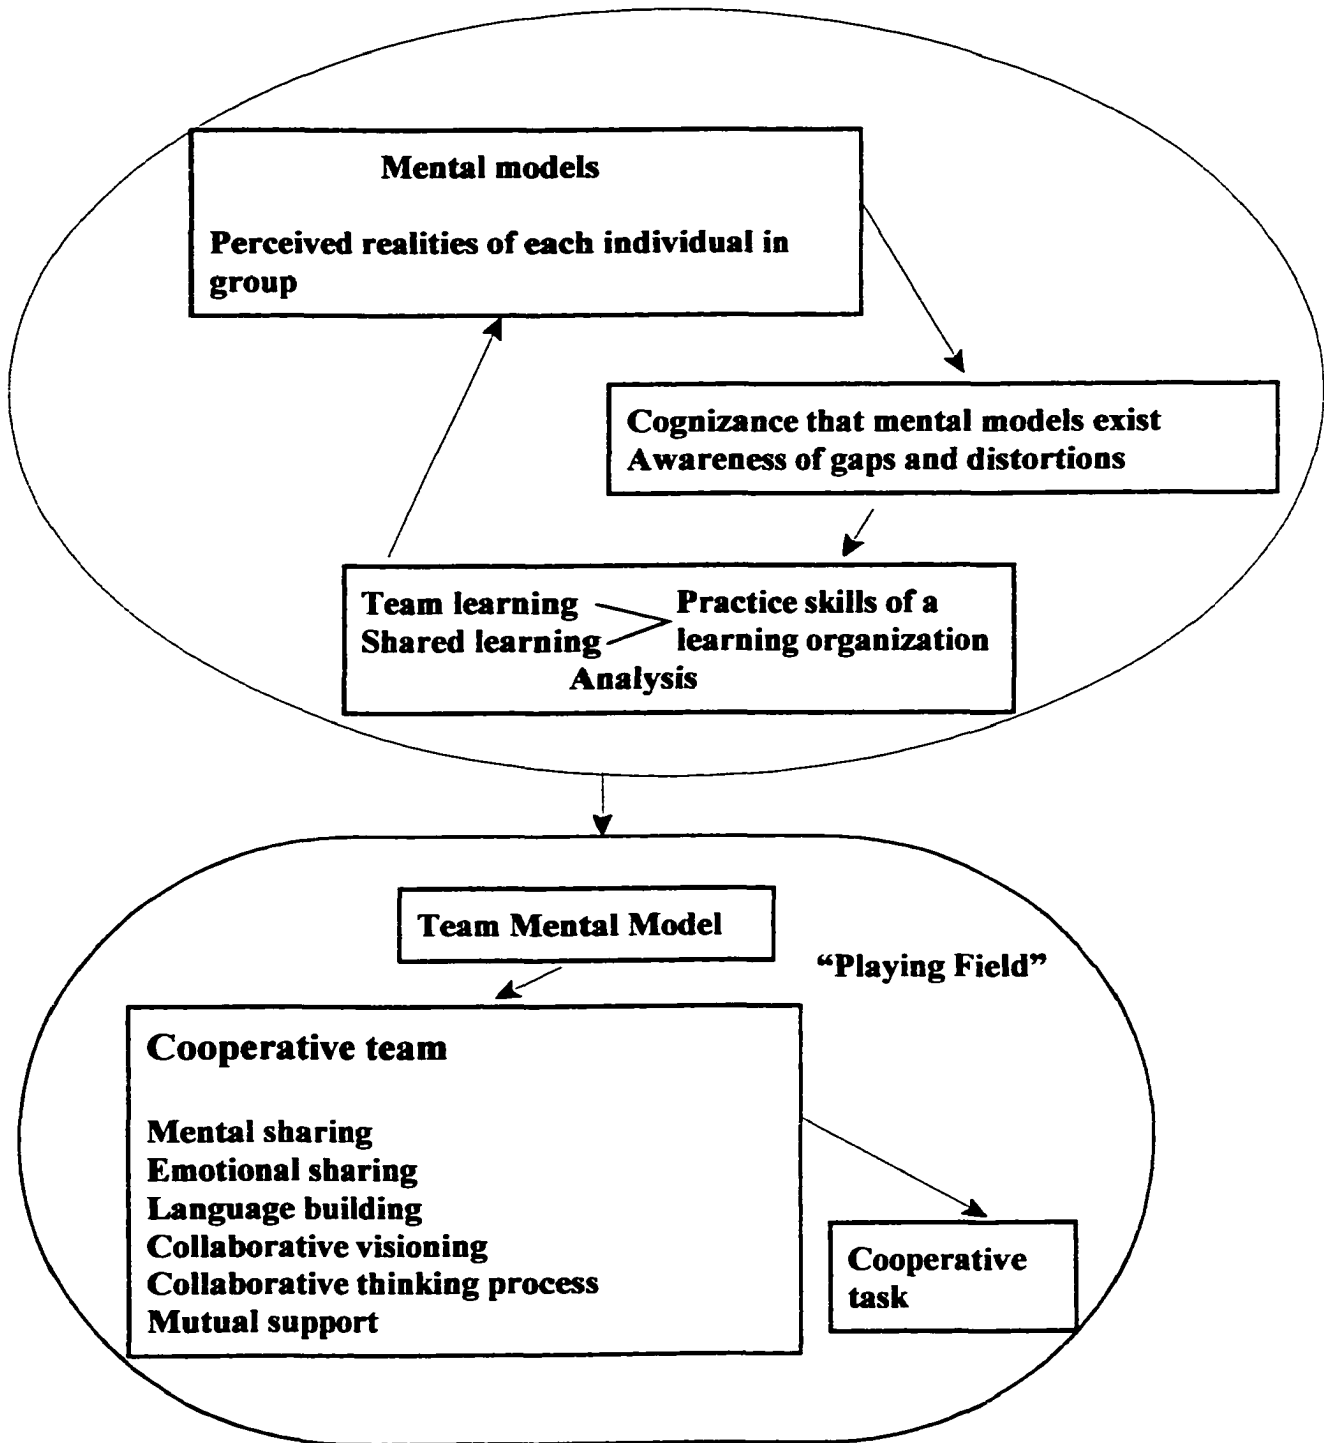 Mental models
Perceived realities of each individual in
group
Cognizance that mental models exist
Awareness of gaps and distortions
Team learning
Shared learning
Practice skills of a
learning organization
Analysis
Team Mental Model
“Playing Field”
Cooperative team
Mental sharing
Emotional sharing
Language building
Collaborative visioning
Collaborative thinking process
Mutual support
Cooperative
task